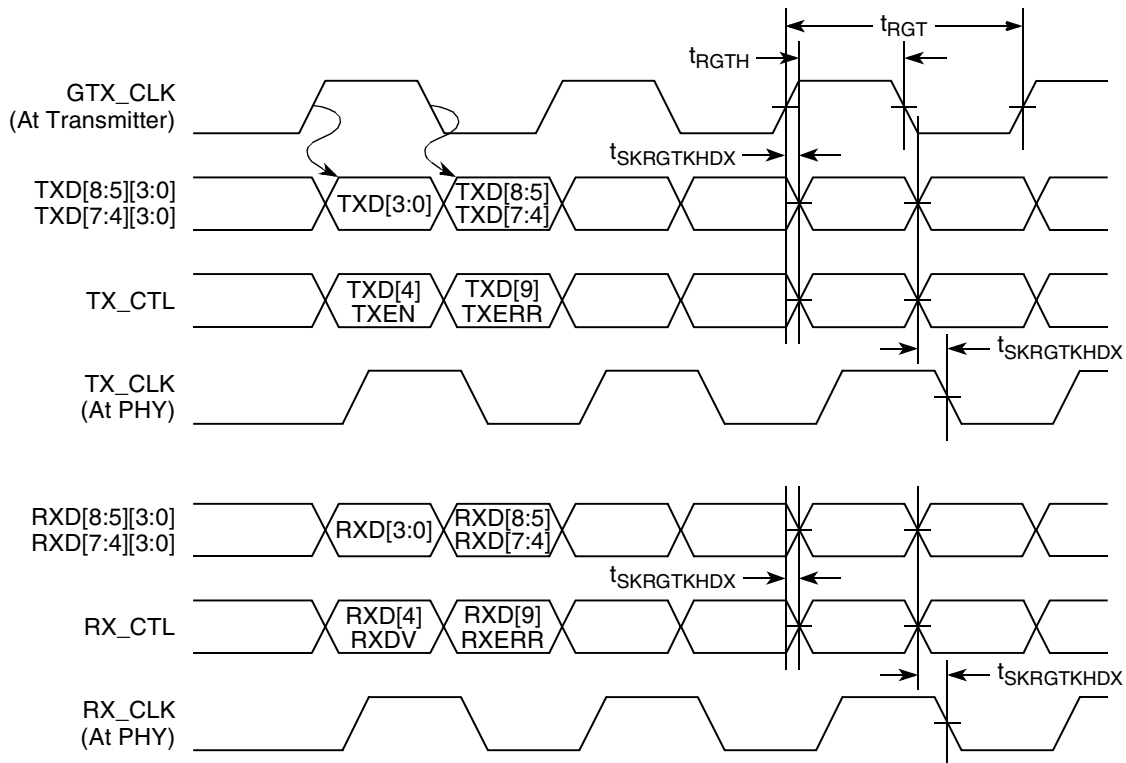 tRGT
tRGTH
GTX_CLK
(At Transmitter)
tSKRGTKHDX
TXD[8:5][3:0]
TXD[7:4][3:0]
TXD[3:0]
TXD[8:5]
TXD[7:4]
TX_CTL
TXD[4]
TXEN
TXD[9]
TXERR
tSKRGTKHDX
TX_CLK
(At PHY)
RXD[8:5][3:0]
RXD[7:4][3:0]
RXD[3:0]
RXD[8:5]
RXD[7:4]
tSKRGTKHDX
RX_CTL
RXD[4]
RXDV
RXD[9]
RXERR
tSKRGTKHDX
RX_CLK
(At PHY)